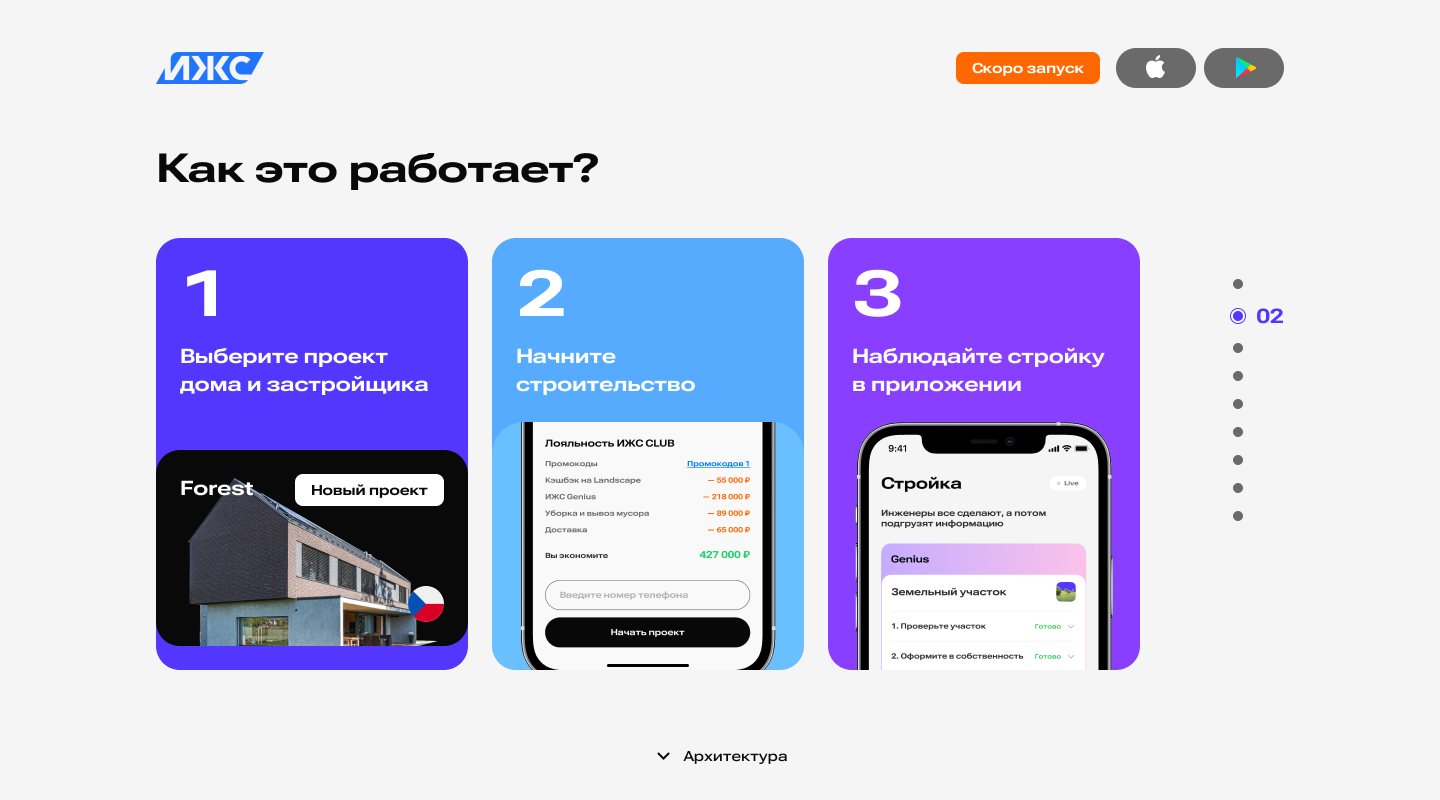 ИЖС
Скоро запуск
Как это работает?
1
Выберите проект
дома и застройщика
Forest
Новый проект
2
Начните
строительство
Лояльность ИЖС CLUB
Промокоды Промокодов 1
Кэшбэк на Landscape — 55 000 ₽
ИЖС Genius — 218 000 ₽
Уборка и вывоз мусора — 89 000 ₽
Доставка — 65 000 ₽
Вы экономите 427 000 ₽
Введите номер телефона
Начать проект
3
Наблюдайте стройку
в приложении
9:41
Стройка
Live
Инженеры все сделают, а потом
подгрузят информацию
Genius
Земельный участок
1. Проверьте участок Готово
2. Оформите в собственность Готово
02
Архитектура